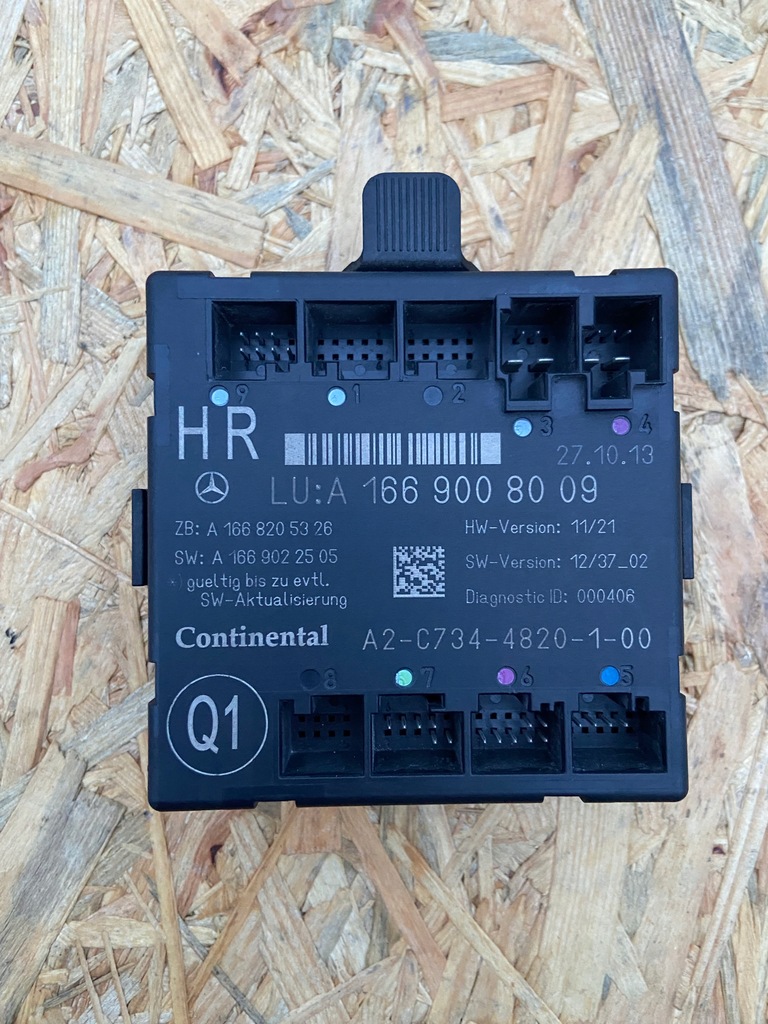 9 1 2
3 4
HR
27.10.13
LU:A 166 900 80 09
ZB: A 166 820 53 26
HW-Version: 11/21
SW: A 166 902 25 05
SW-Version: 12/37_02
*) gueltig bis zu evtl.
SW-Aktualisierung
Diagnostic ID: 000406
Continental A2-C734-4820-1-00
8 7 6 5
Q1